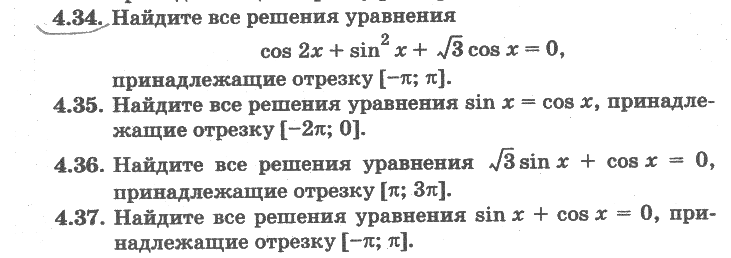 4.34. Найдите все решения уравнения
cos 2x + sin² x + √3 cos x = 0,
принадлежащие отрезку [−π; π].
4.35. Найдите все решения уравнения sin x = cos x, принадле-
жащие отрезку [−2π; 0].
4.36. Найдите все решения уравнения √3 sin x + cos x = 0,
принадлежащие отрезку [π; 3π].
4.37. Найдите все решения уравнения sin x + cos x = 0, при-
надлежащие отрезку [−π; π].